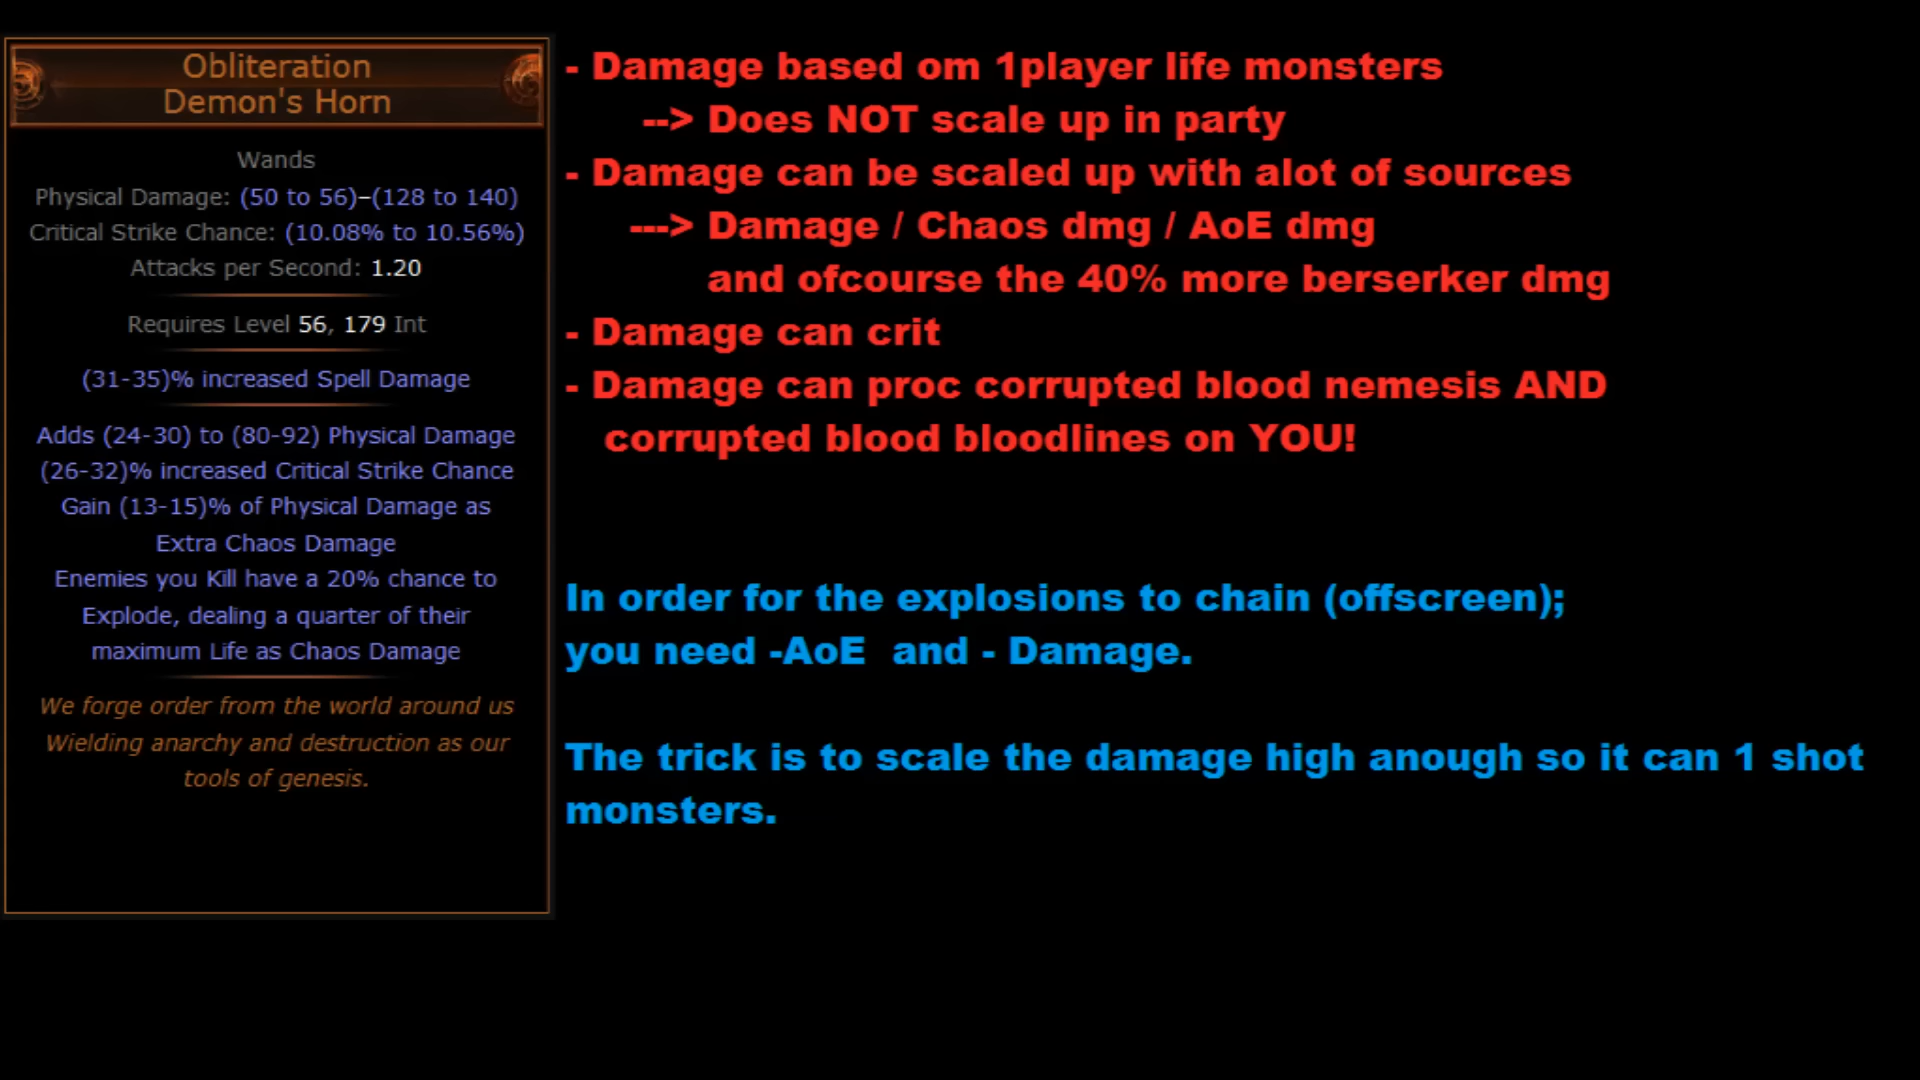 Obliteration
Demon's Horn
Wands
Physical Damage: (50 to 56)–(128 to 140)
Critical Strike Chance: (10.08% to 10.56%)
Attacks per Second: 1.20
Requires Level 56, 179 Int
(31-35)% increased Spell Damage
Adds (24-30) to (80-92) Physical Damage
(26-32)% increased Critical Strike Chance
Gain (13-15)% of Physical Damage as
Extra Chaos Damage
Enemies you Kill have a 20% chance to
Explode, dealing a quarter of their
maximum Life as Chaos Damage
We forge order from the world around us
Wielding anarchy and destruction as our
tools of genesis.
- Damage based om 1player life monsters
--> Does NOT scale up in party
- Damage can be scaled up with alot of sources
---> Damage / Chaos dmg / AoE dmg
and ofcourse the 40% more berserker dmg
- Damage can crit
- Damage can proc corrupted blood nemesis AND
corrupted blood bloodlines on YOU!
In order for the explosions to chain (offscreen);
you need -AoE  and - Damage.
The trick is to scale the damage high anough so it can 1 shot
monsters.